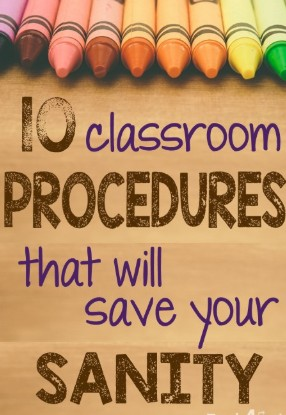 10 classroom
PROCEDURES
that will
save your
SANITY